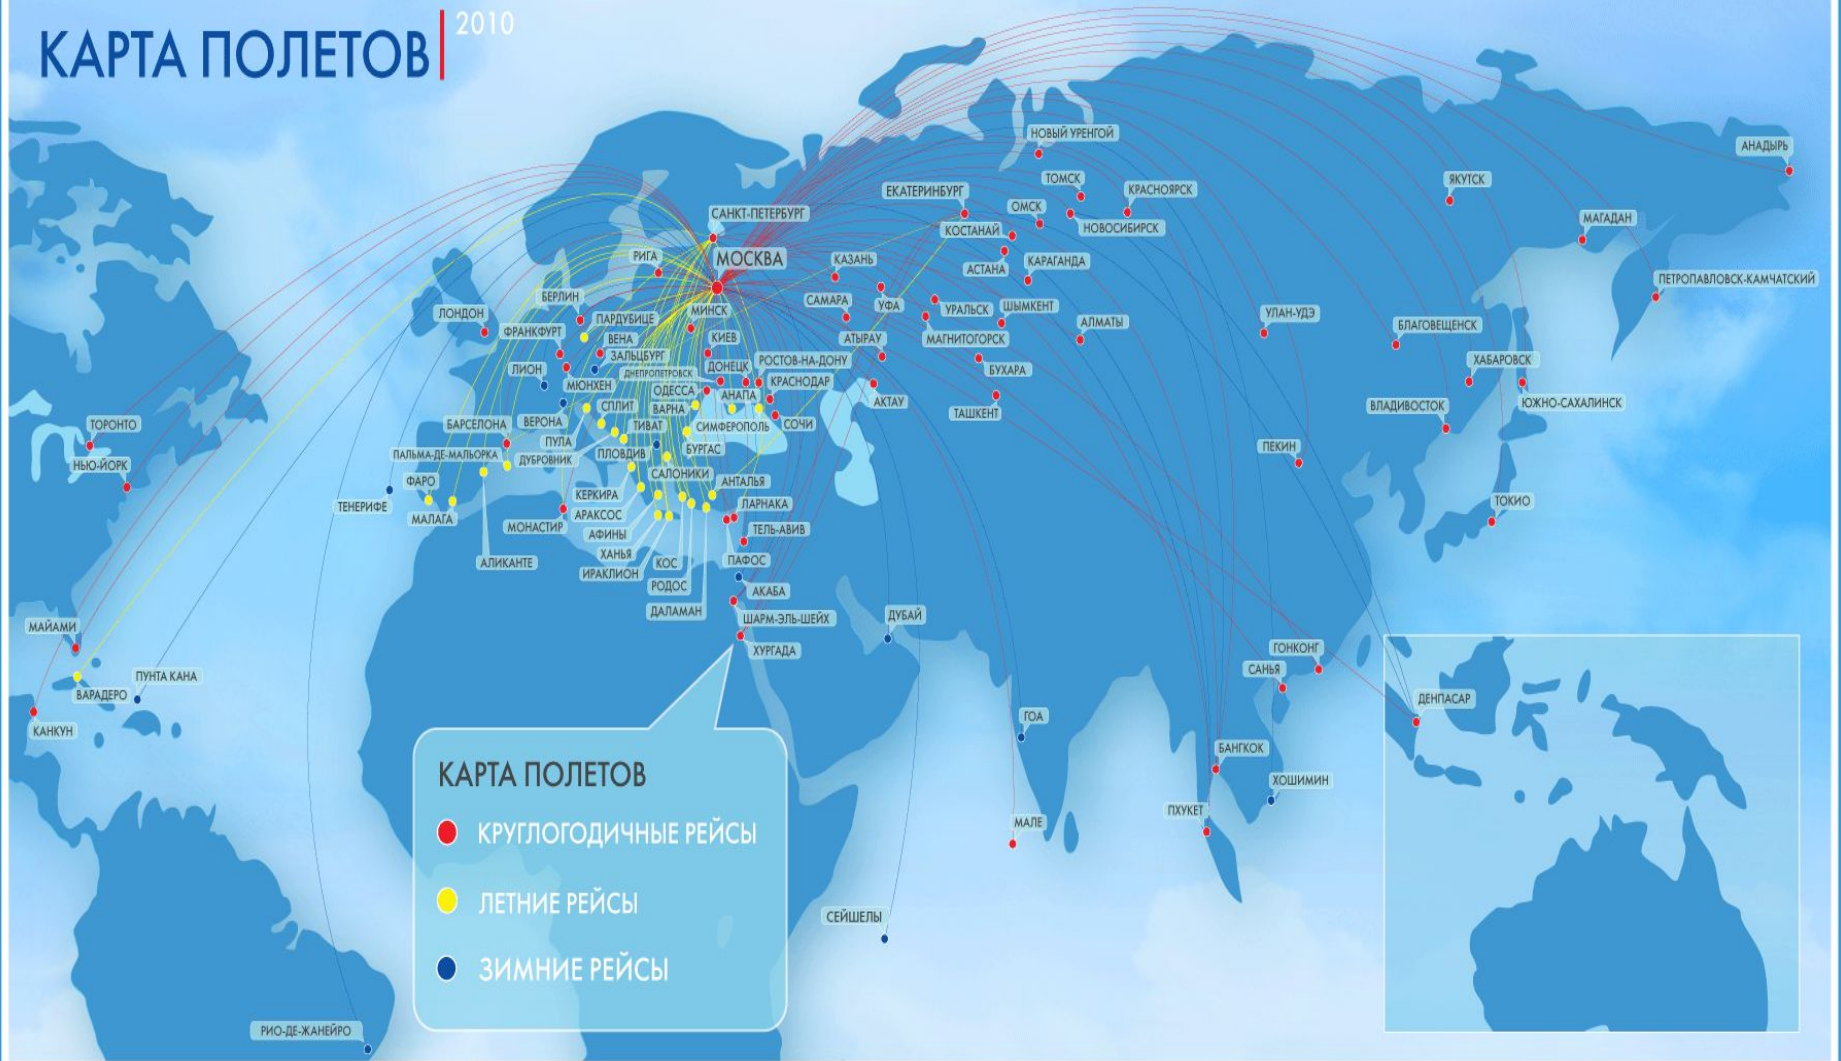 КАРТА ПОЛЕТОВ
2010
НОВЫЙ УРЕНГОЙ
АНАДЫРЬ
ТОМСК
ЯКУТСК
ЕКАТЕРИНБУРГ
КРАСНОЯРСК
ОМСК
САНКТ-ПЕТЕРБУРГ
МАГАДАН
КОСТАНАЙ
НОВОСИБИРСК
РИГА
МОСКВА
КАЗАНЬ
АСТАНА
КАРАГАНДА
ПЕТРОПАВЛОВСК-КАМЧАТСКИЙ
БЕРЛИН
САМАРА
УФА
УРАЛЬСК
ШЫМКЕНТ
ЛОНДОН
ПАРДУБИЦЕ
МИНСК
УЛАН-УДЭ
ФРАНКФУРТ
АЛМАТЫ
БЛАГОВЕЩЕНСК
ВЕНА
КИЕВ
АТЫРАУ
МАГНИТОГОРСК
ЗАЛЬЦБУРГ
РОСТОВ-НА-ДОНУ
ХАБАРОВСК
ЛИОН
ДНЕПРОПЕТРОВСК
ДОНЕЦК
БУХАРА
МЮНХЕН
КРАСНОДАР
ОДЕССА
АНАПА
АКТАУ
ЮЖНО-САХАЛИНСК
СПЛИТ
ВАРНА
ТАШКЕНТ
ВЛАДИВОСТОК
ТОРОНТО
БАРСЕЛОНА
ВЕРОНА
ТИВАТ
СИМФЕРОПОЛЬ
СОЧИ
ПУЛА
ПЕКИН
ПАЛЬМА-ДЕ-МАЛЬОРКА
ДУБРОВНИК
ПЛОВДИВ
БУРГАС
НЬЮ-ЙОРК
САЛОНИКИ
ФАРО
АНТАЛЬЯ
КЕРКИРА
ТЕНЕРИФЕ
ЛАРНАКА
ТОКИО
МАЛАГА
АРАКСОС
МОНАСТИР
ТЕЛЬ-АВИВ
АФИНЫ
ХАНЬЯ
АЛИКАНТЕ
КОС
ПАФОС
ИРАКЛИОН
РОДОС
АКАБА
ДАЛАМАН
ШАРМ-ЭЛЬ-ШЕЙХ
ДУБАЙ
МАЙАМИ
ХУРГАДА
ГОНКОНГ
САНЬЯ
ПУНТА КАНА
ВАРАДЕРО
ДЕНПАСАР
КАНКУН
ГОА
БАНГКОК
ХОШИМИН
ПХУКЕТ
МАЛЕ
КАРТА ПОЛЕТОВ
КРУГЛОГОДИЧНЫЕ РЕЙСЫ
ЛЕТНИЕ РЕЙСЫ
ЗИМНИЕ РЕЙСЫ
СЕЙШЕЛЫ
РИО-ДЕ-ЖАНЕЙРО